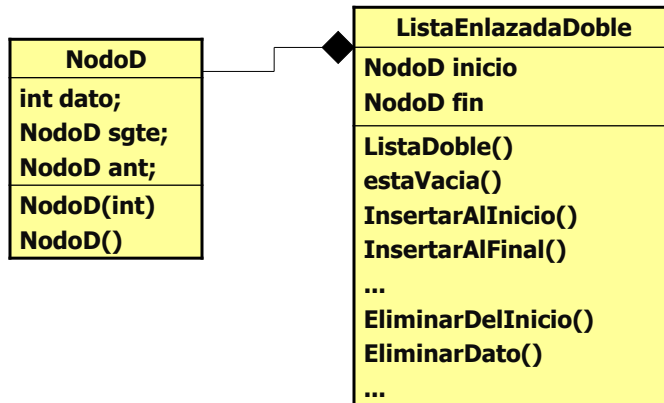 NodoD
int dato;
NodoD sgte;
NodoD ant;
NodoD(int)
NodoD()
ListaEnlazadaDoble
NodoD inicio
NodoD fin
ListaDoble()
estaVacia()
InsertarAlInicio()
InsertarAlFinal()
...
EliminarDelInicio()
EliminarDato()
...